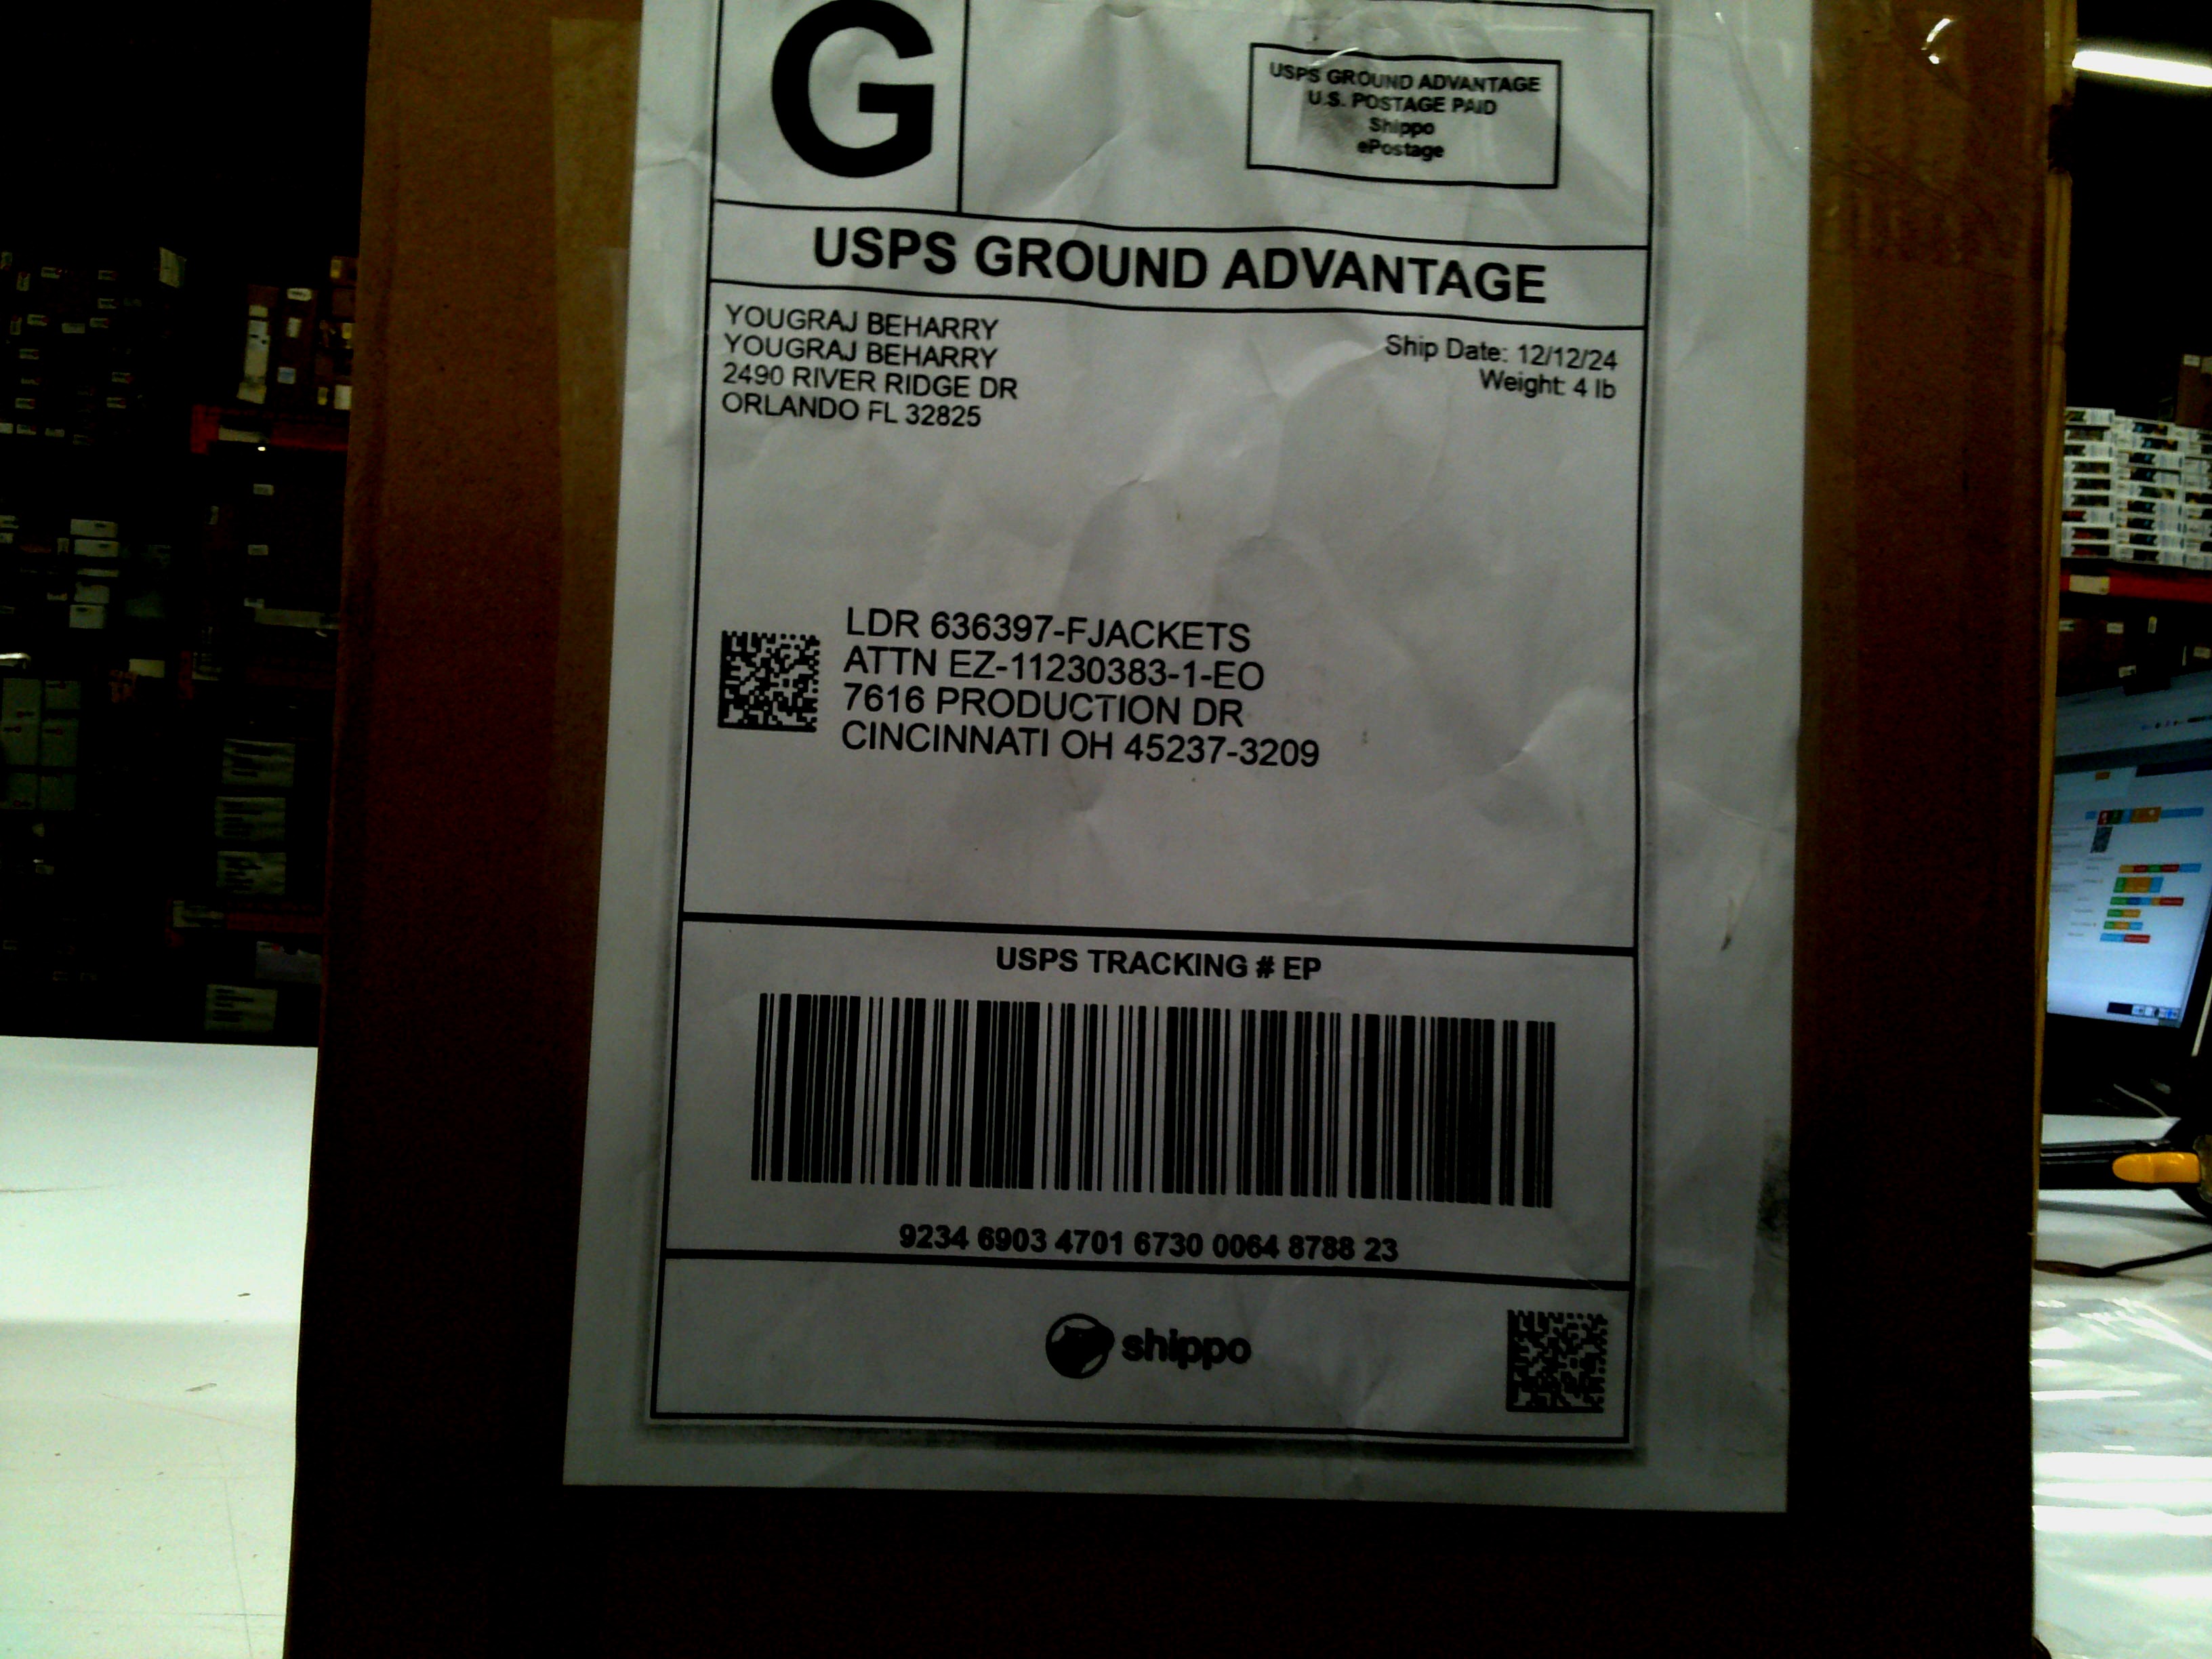 G
USPS GROUND ADVANTAGE
U.S. POSTAGE PAID
Shippo
ePostage
USPS GROUND ADVANTAGE
YOUGRAJ BEHARRY
YOUGRAJ BEHARRY
2490 RIVER RIDGE DR
ORLANDO FL 32825
Ship Date: 12/12/24
Weight: 4 lb
LDR 636397-FJACKETS
ATTN EZ-11230383-1-EO
7616 PRODUCTION DR
CINCINNATI OH 45237-3209
USPS TRACKING # EP
9234 6903 4701 6730 0064 8788 23
shippo